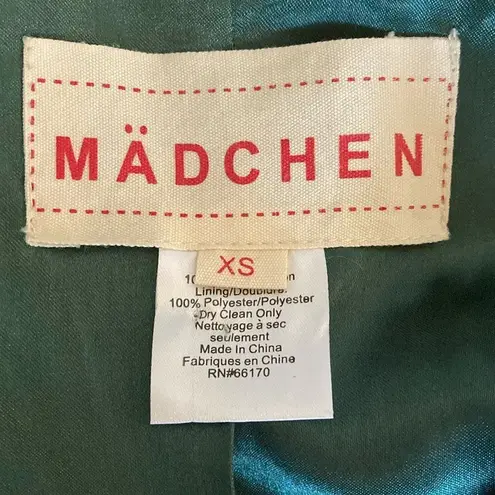 MÄDCHEN
XS
Lining/Doublure
100% Polyester/Polyester
Dry Clean Only
Nettoyage à sec
seulement
Made In China
Fabriques en Chine
RN#66170